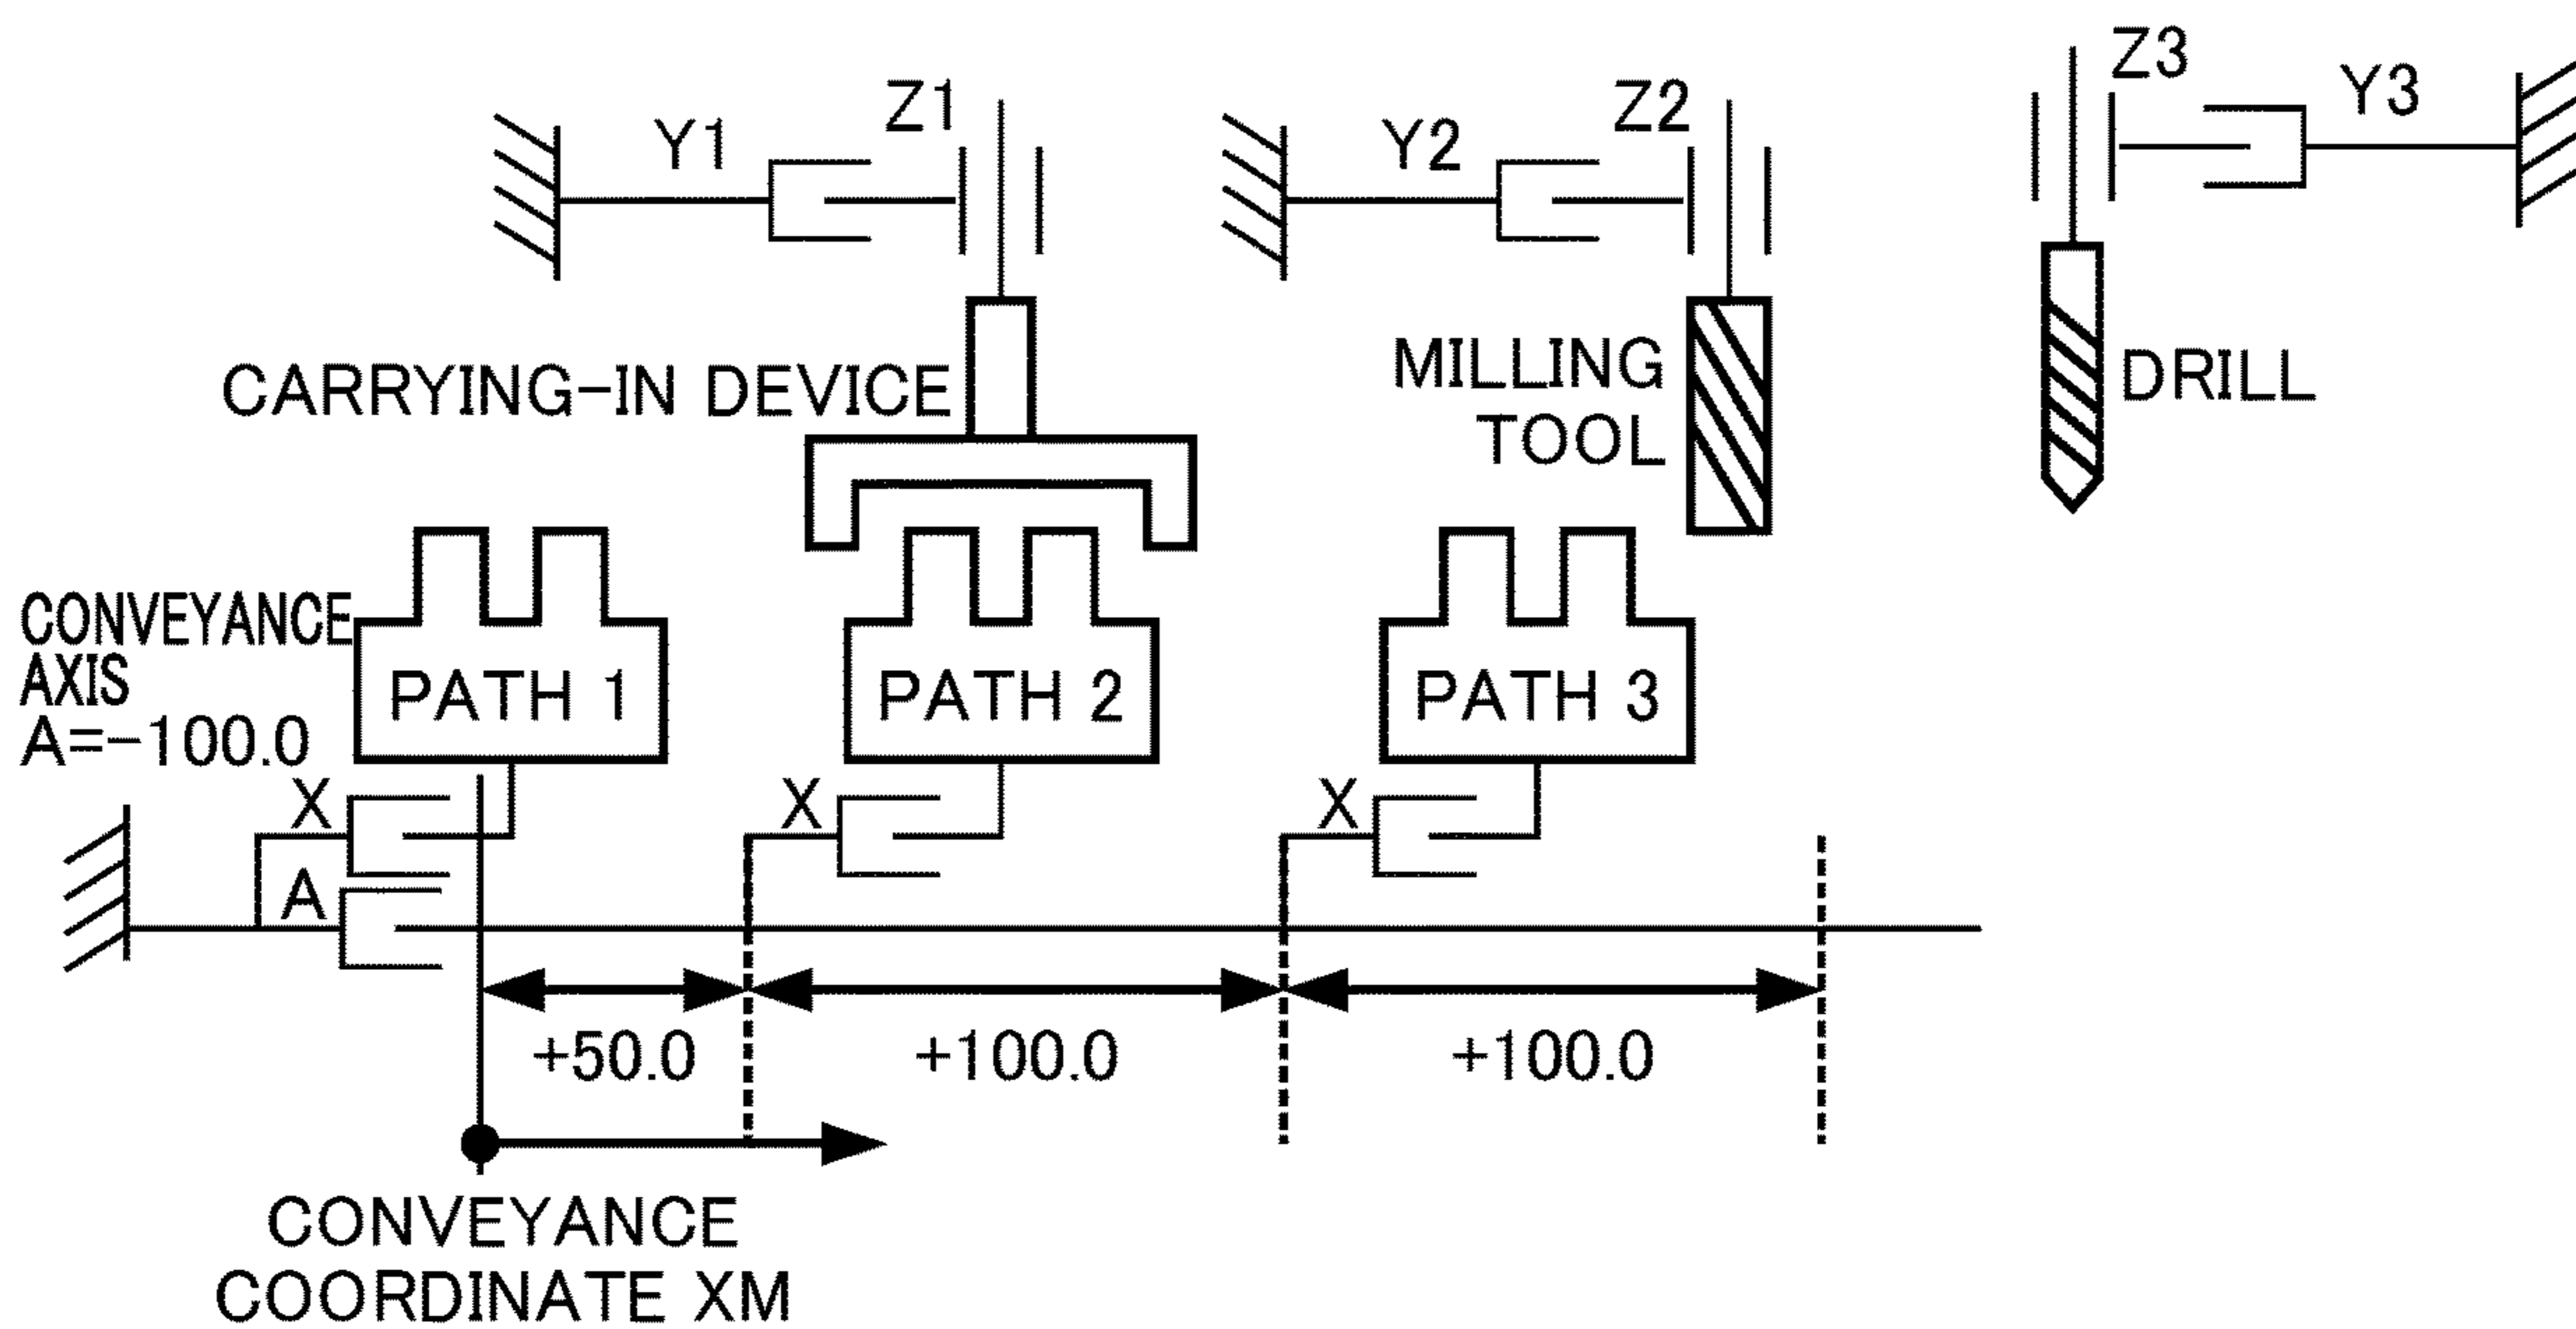 Z3
Y3
Z1
Y1
Z2
Y2
CARRYING-IN DEVICE
MILLING
TOOL
DRILL
CONVEYANCE
AXIS
A=-100.0
PATH 1
PATH 2
PATH 3
X
X
X
A
+50.0
+100.0
+100.0
CONVEYANCE
COORDINATE XM